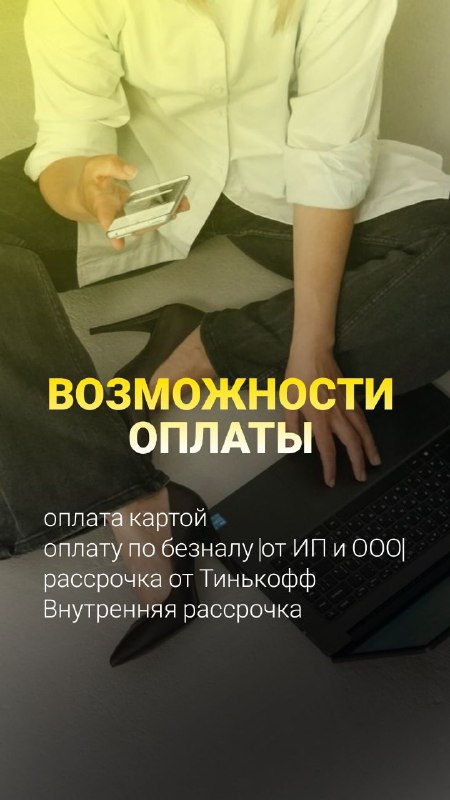 ВОЗМОЖНОСТИ
ОПЛАТЫ
оплата картой
оплату по безналу |от ИП и ООО|
рассрочка от Тинькофф
Внутренняя рассрочка